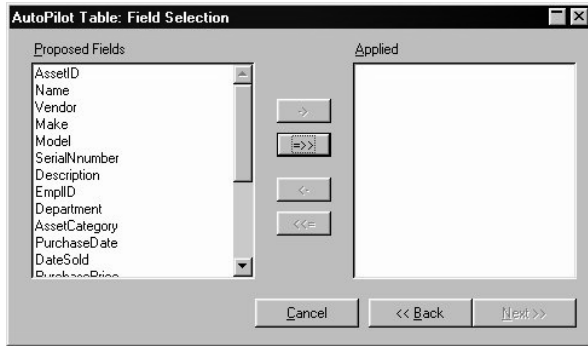 AutoPilot Table: Field Selection
Proposed Fields
Applied
AssetID
Name
Vendor
Make
Model
SerialNnumber
Description
EmplID
Department
AssetCategory
PurchaseDate
DateSold
PurchasePrice
->
=>>
<-
<<=
Cancel
<< Back
Next >>